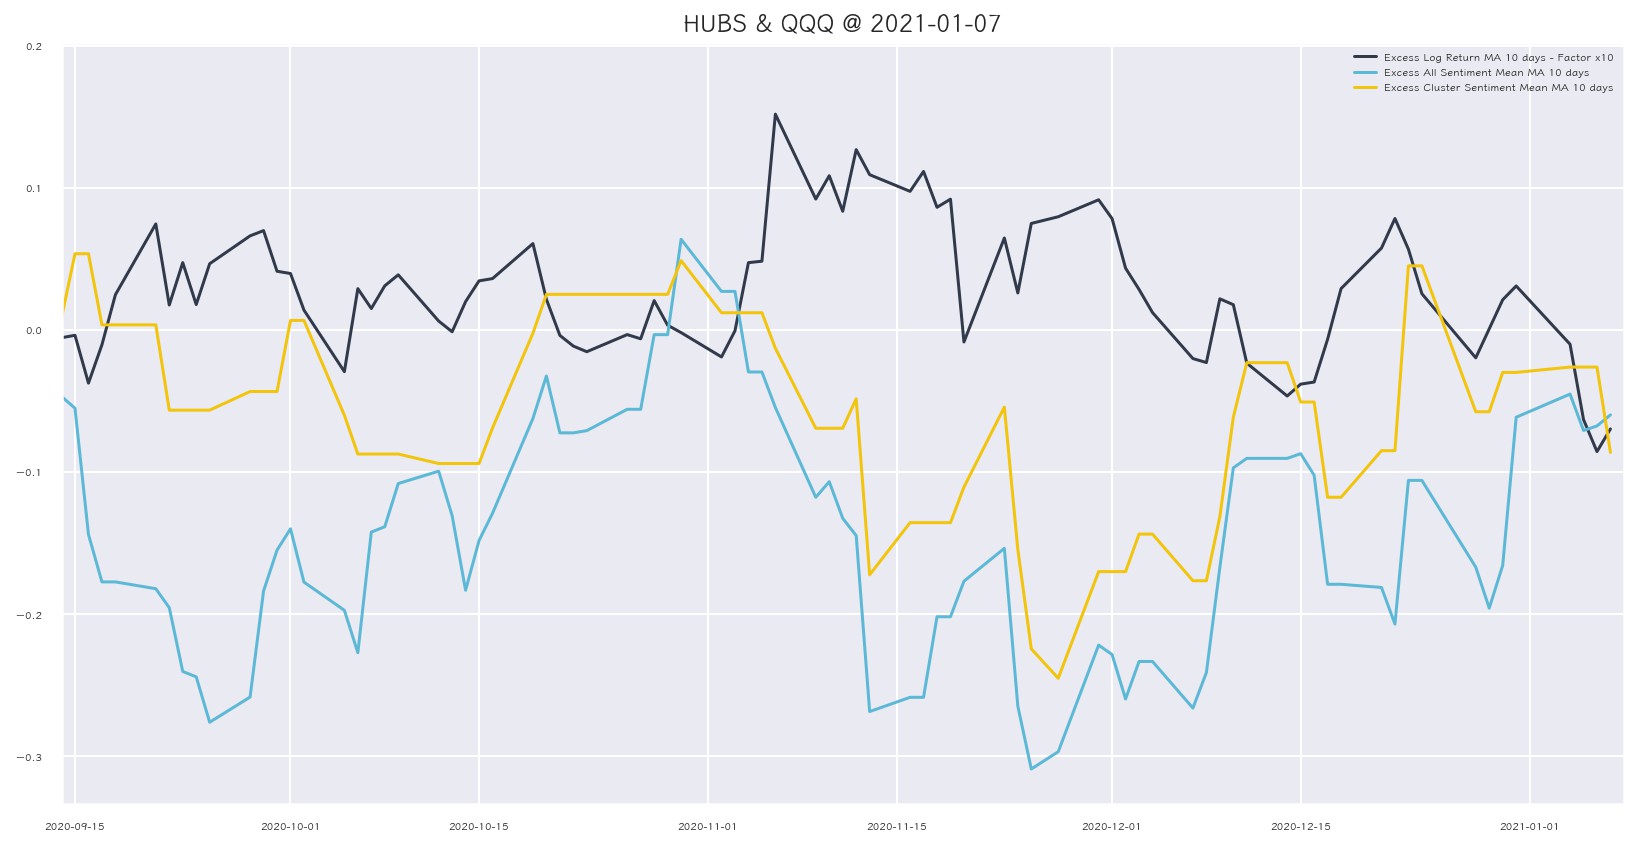 HUBS & QQQ @ 2021-01-07
Excess Log Return MA 10 days - Factor x10
Excess All Sentiment Mean MA 10 days
Excess Cluster Sentiment Mean MA 10 days
0.2
0.1
0.0
−0.1
−0.2
−0.3
2020-09-15 2020-10-01 2020-10-15 2020-11-01 2020-11-15 2020-12-01 2020-12-15 2021-01-01